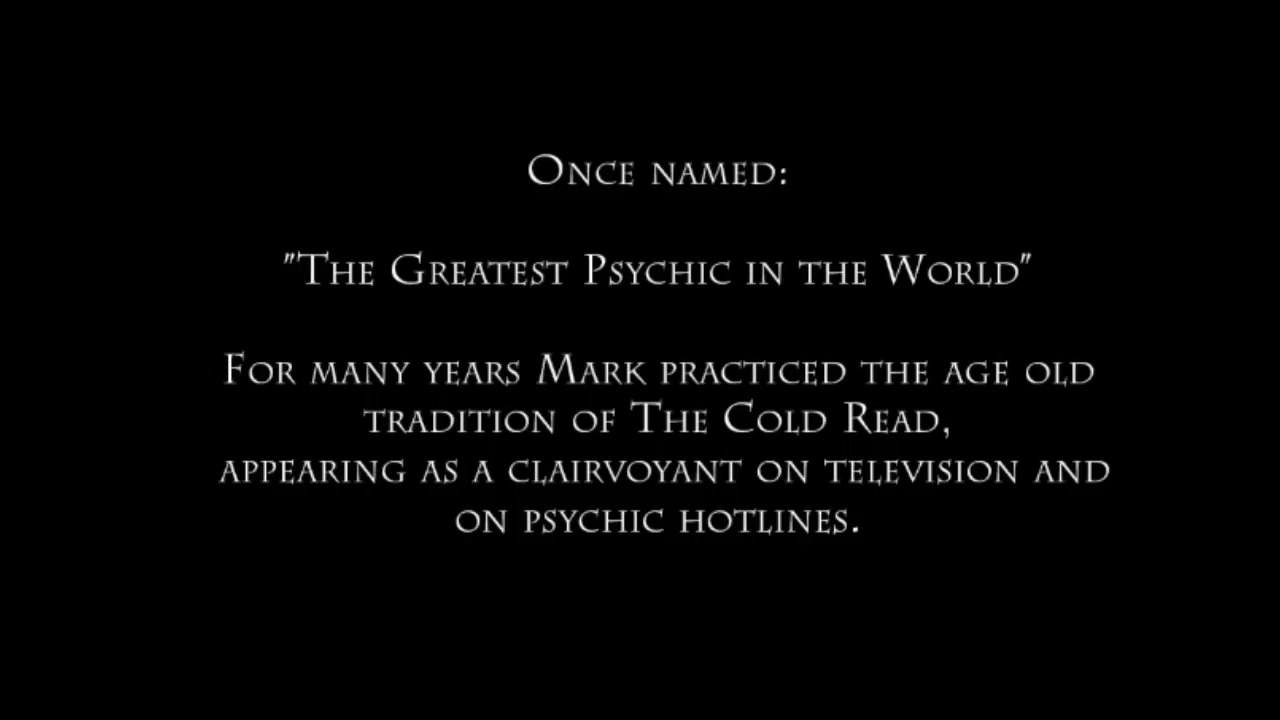 Once named:
"The Greatest Psychic in the World"
For many years Mark practiced the age old
tradition of The Cold Read,
appearing as a clairvoyant on television and
on psychic hotlines.